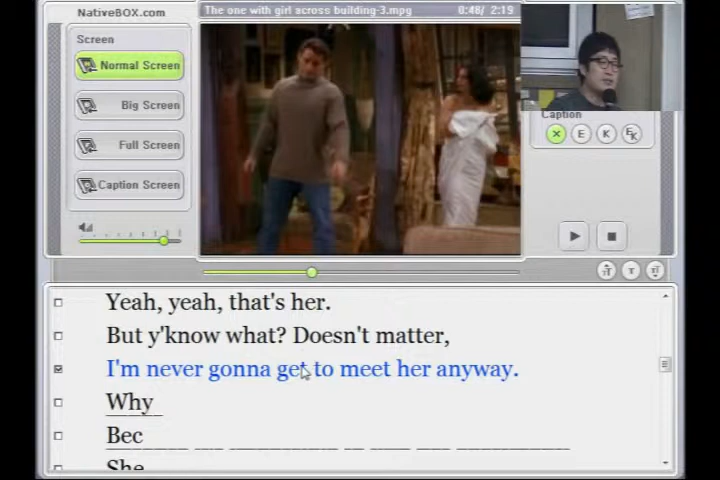 NativeBOX.com
The one with girl across building-3.mpg
0:48/ 2:19
Screen
Normal Screen
Big Screen
Full Screen
Caption Screen
Caption
X E K EK
T T T
Yeah, yeah, that's her.
But y'know what? Doesn't matter,
I'm never gonna get to meet her anyway.
Why
Bec
She